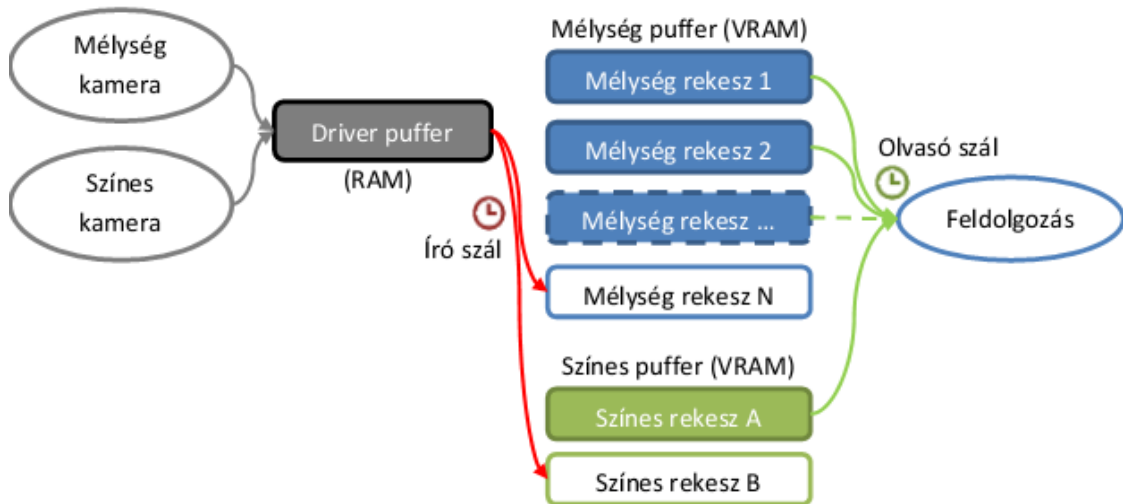 Mélység
kamera
Színes
kamera
Driver puffer
(RAM)
Író szál
Mélység puffer (VRAM)
Mélység rekesz 1
Mélység rekesz 2
Mélység rekesz ...
Mélység rekesz N
Színes puffer (VRAM)
Színes rekesz A
Színes rekesz B
Olvasó szál
Feldolgozás